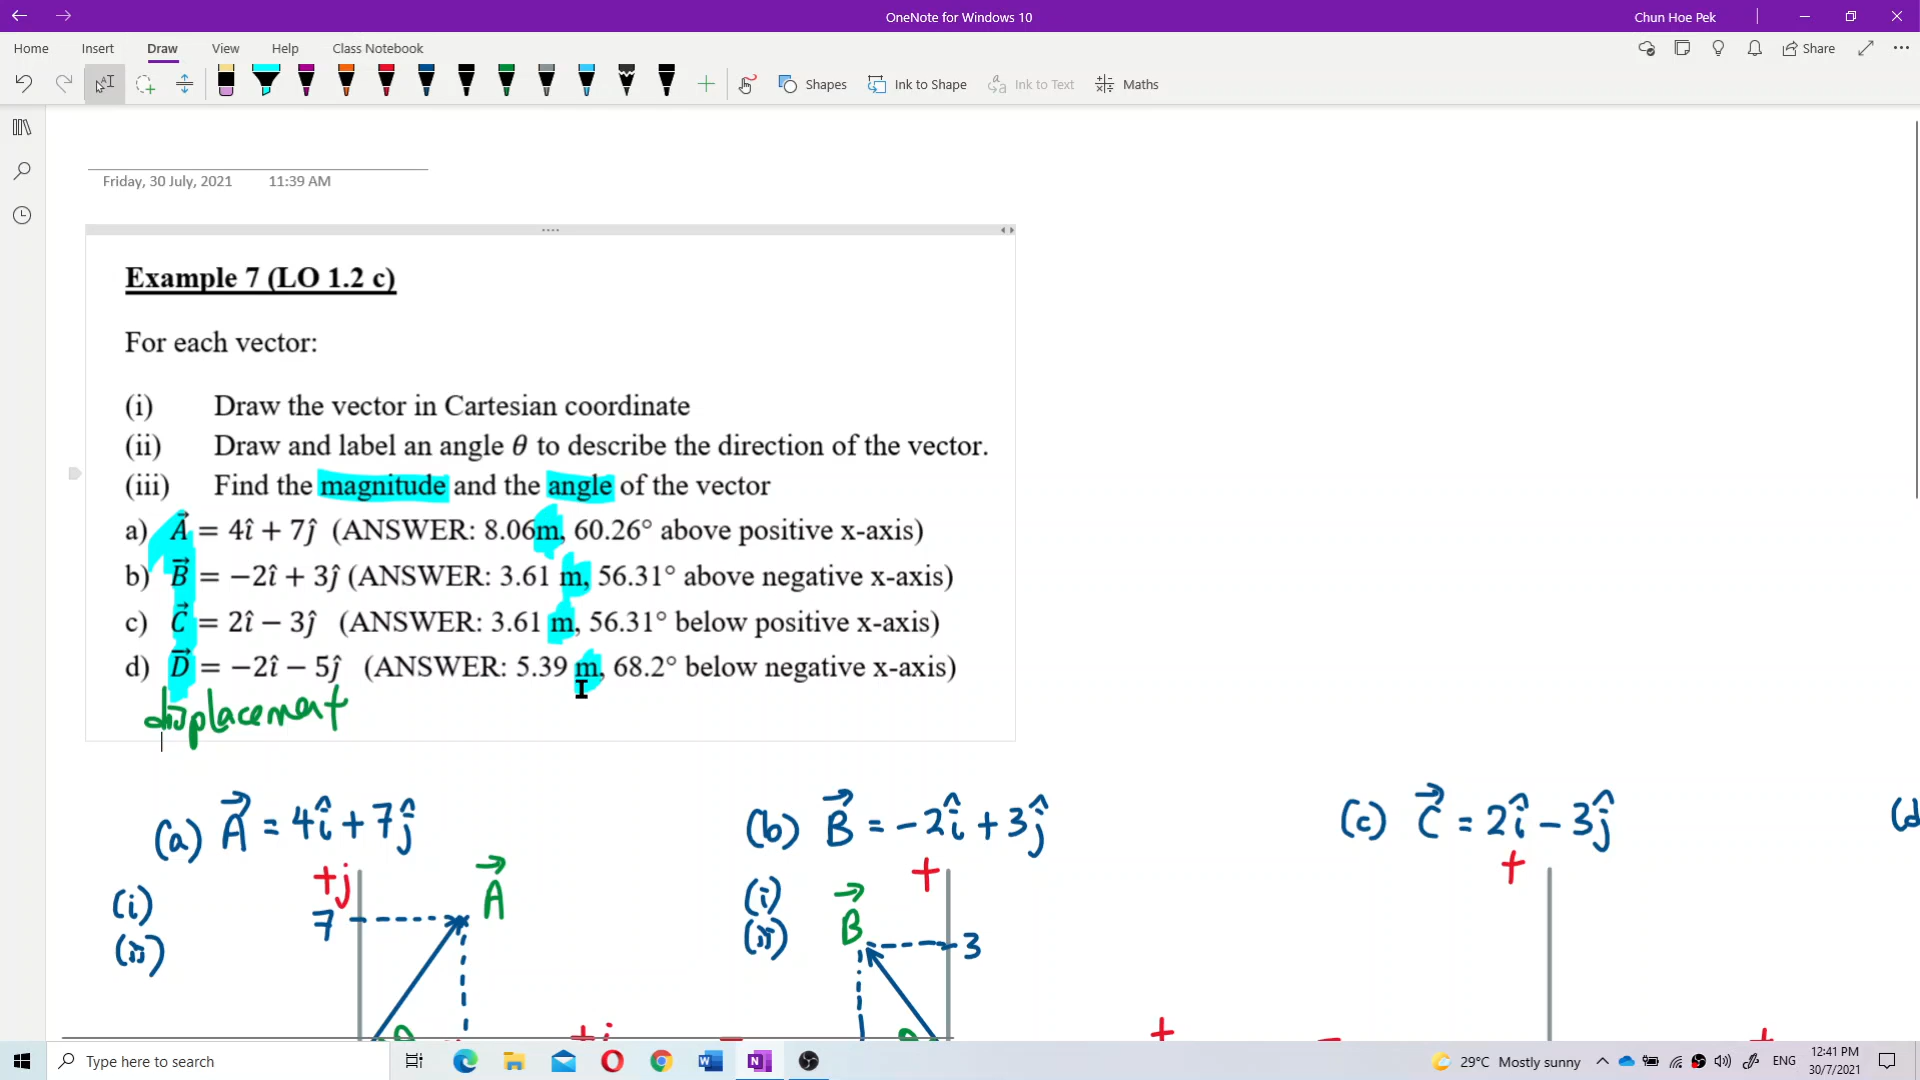 OneNote for Windows 10
Chun Hoe Pek
Home Insert Draw View Help Class Notebook
Share
Shapes Ink to Shape Ink to Text Maths
Friday, 30 July, 2021 11:39 AM
Example 7 (LO 1.2 c)
For each vector:
(i) Draw the vector in Cartesian coordinate
(ii) Draw and label an angle θ to describe the direction of the vector.
(iii) Find the magnitude and the angle of the vector
a) A⃗ = 4î + 7ĵ (ANSWER: 8.06m, 60.26° above positive x-axis)
b) B⃗ = −2î + 3ĵ (ANSWER: 3.61 m, 56.31° above negative x-axis)
c) C⃗ = 2î − 3ĵ (ANSWER: 3.61 m, 56.31° below positive x-axis)
d) D⃗ = −2î − 5ĵ (ANSWER: 5.39 m, 68.2° below negative x-axis)
displacement
(a) A⃗ = 4î + 7ĵ
(b) B⃗ = -2î + 3ĵ
(c) C⃗ = 2î - 3ĵ
(d
+j
+
+
(i)
7
A⃗
(i)
B⃗
(ii)
(ii)
3
+
Type here to search
29°C Mostly sunny
ENG
12:41 PM
30/7/2021